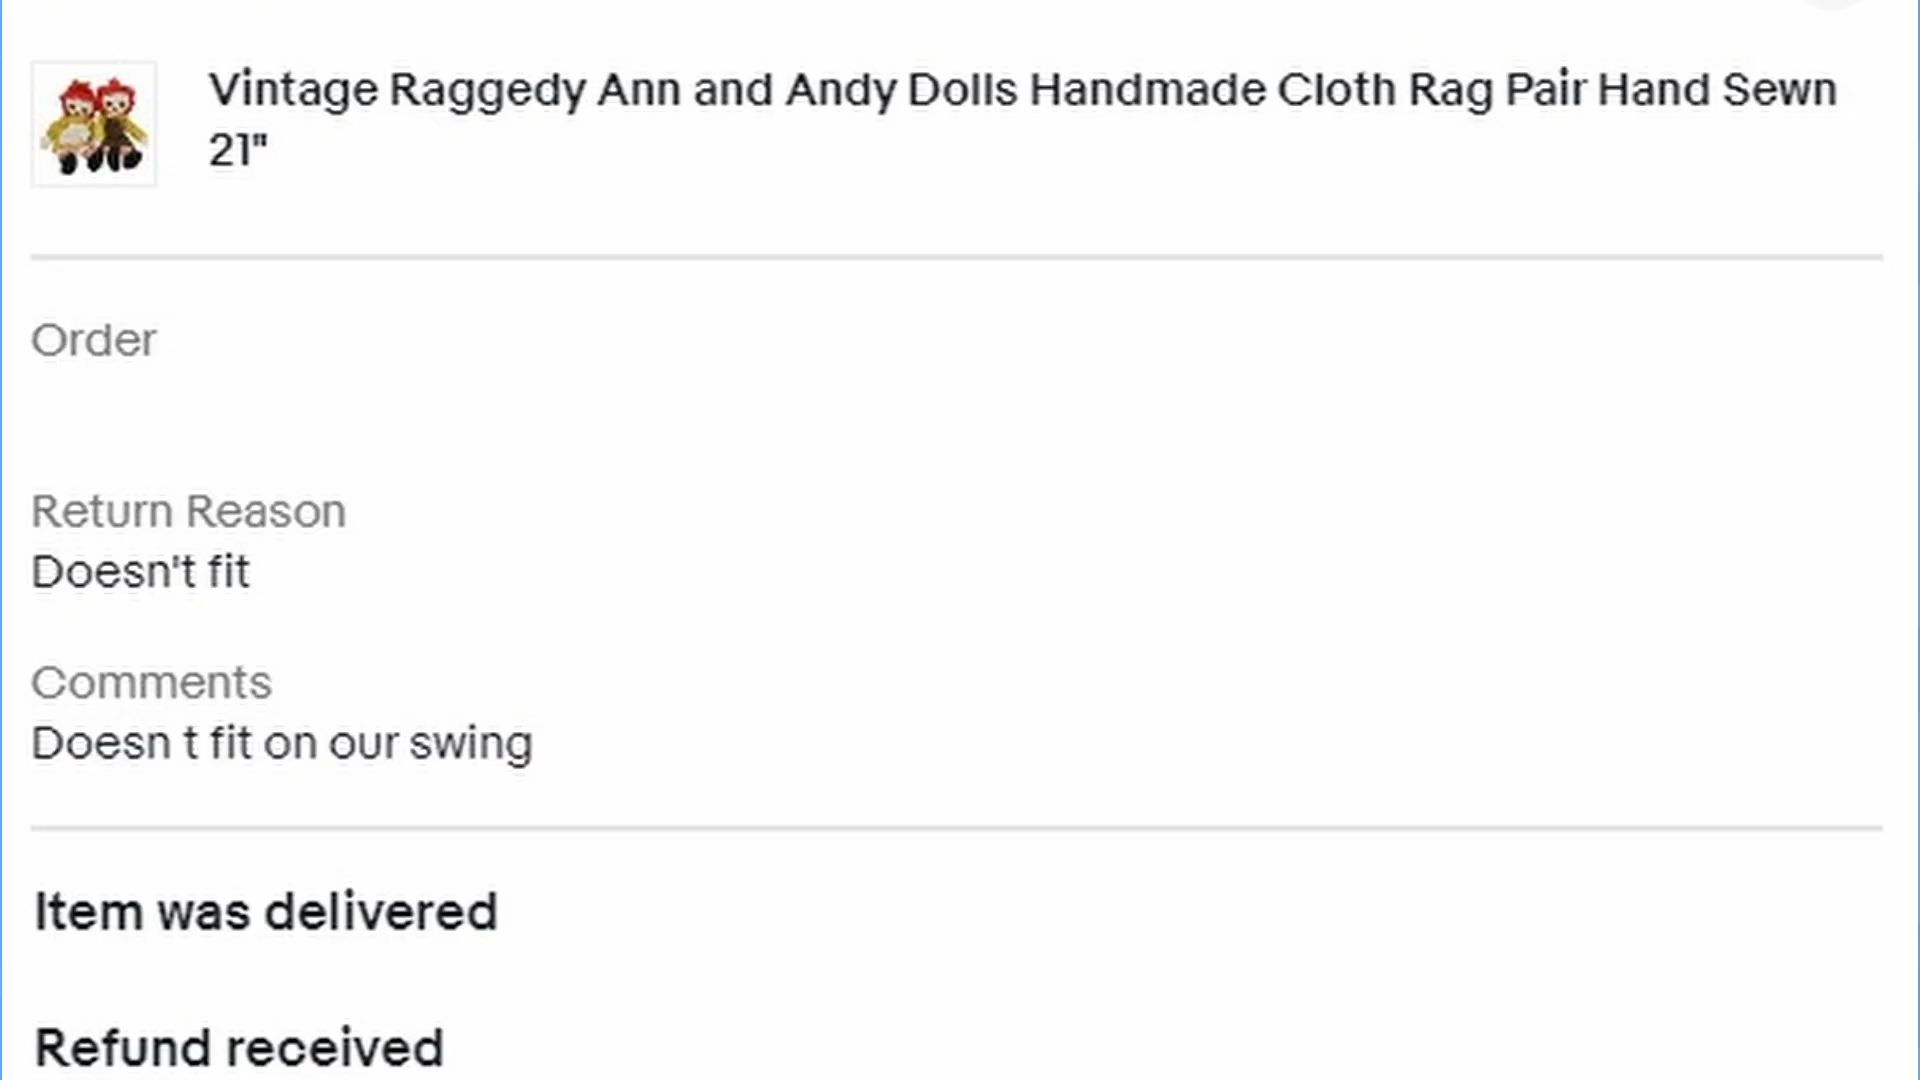 Vintage Raggedy Ann and Andy Dolls Handmade Cloth Rag Pair Hand Sewn
21"
Order
Return Reason
Doesn't fit
Comments
Doesn t fit on our swing
Item was delivered
Refund received